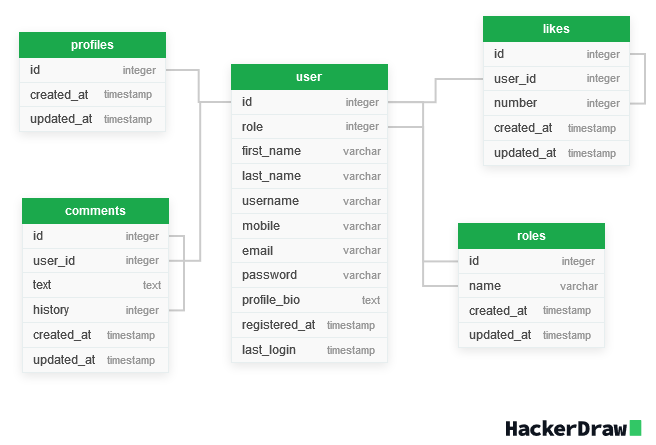 profiles
id integer
created_at timestamp
updated_at timestamp
comments
id integer
user_id integer
text text
history integer
created_at timestamp
updated_at timestamp
user
id integer
role integer
first_name varchar
last_name varchar
username varchar
mobile varchar
email varchar
password varchar
profile_bio text
registered_at timestamp
last_login timestamp
likes
id integer
user_id integer
number integer
created_at timestamp
updated_at timestamp
roles
id integer
name varchar
created_at timestamp
updated_at timestamp
HackerDraw